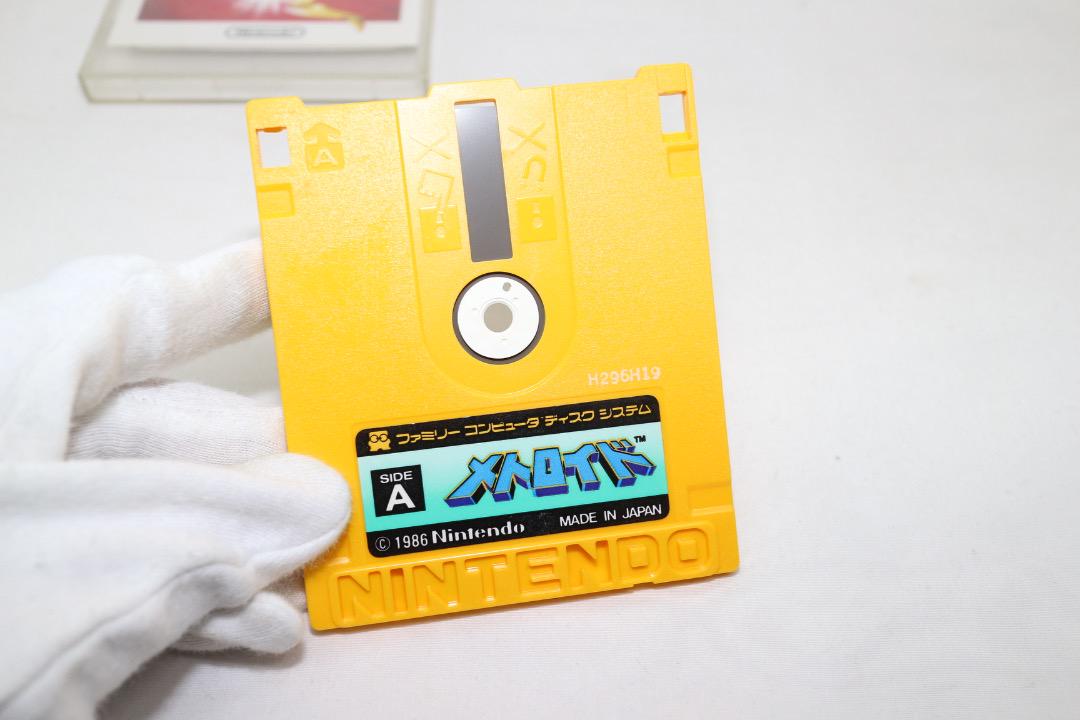 Nintendo
A
H296H19
ファミリー コンピュータ ディスク システム
SIDE
A
メトロイド™
© 1986 Nintendo MADE IN JAPAN
NINTENDO